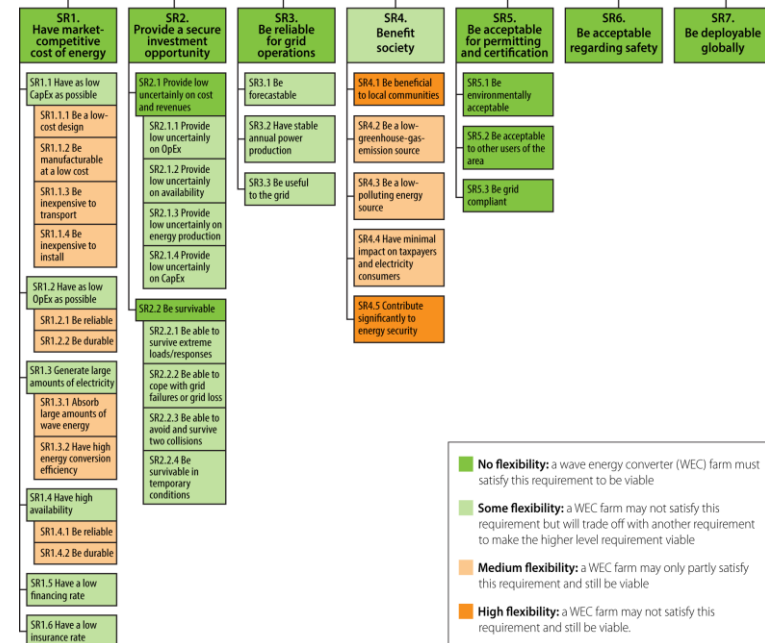 SR1.
Have market-
competitive
cost of energy
SR2.
Provide a secure
investment
opportunity
SR3.
Be reliable
for grid
operations
SR4.
Benefit
society
SR5.
Be acceptable
for permitting
and certification
SR6.
Be acceptable
regarding safety
SR7.
Be deployable
globally
SR1.1 Have as low
CapEx as possible
SR1.1.1 Be a low-
cost design
SR1.1.2 Be
manufacturable
at a low cost
SR1.1.3 Be
inexpensive to
transport
SR1.1.4 Be
inexpensive to
install
SR1.2 Have as low
OpEx as possible
SR1.2.1 Be reliable
SR1.2.2 Be durable
SR1.3 Generate large
amounts of electricity
SR1.3.1 Absorb
large amounts of
wave energy
SR1.3.2 Have high
energy conversion
efficiency
SR1.4 Have high
availability
SR1.4.1 Be reliable
SR1.4.2 Be durable
SR1.5 Have a low
financing rate
SR1.6 Have a low
insurance rate
SR2.1 Provide low
uncertainly on cost
and revenues
SR2.1.1 Provide
low uncertainly
on OpEx
SR2.1.2 Provide
low uncertainly
on availability
SR2.1.3 Provide
low uncertainly on
energy production
SR2.1.4 Provide
low uncertainly
on CapEx
SR2.2 Be survivable
SR2.2.1 Be able to
survive extreme
loads/responses
SR2.2.2 Be able to
cope with grid
failures or grid loss
SR2.2.3 Be able to
avoid and survive
two collisions
SR2.2.4 Be
survivable in
temporary
conditions
SR3.1 Be
forecastable
SR3.2 Have stable
annual power
production
SR3.3 Be useful
to the grid
SR4.1 Be beneficial
to local communities
SR4.2 Be a low-
greenhouse-gas-
emission source
SR4.3 Be a low-
polluting energy
source
SR4.4 Have minimal
impact on taxpayers
and electricity
consumers
SR4.5 Contribute
significantly to
energy security
SR5.1 Be
environmentally
acceptable
SR5.2 Be acceptable
to other users of the
area
SR5.3 Be grid
compliant
No flexibility: a wave energy converter (WEC) farm must
satisfy this requirement to be viable
Some flexibility: a WEC farm may not satisfy this
requirement but will trade off with another requirement
to make the higher level requirement viable
Medium flexibility: a WEC farm may only partly satisfy
this requirement and still be viable
High flexibility: a WEC farm may not satisfy this
requirement and still be viable.